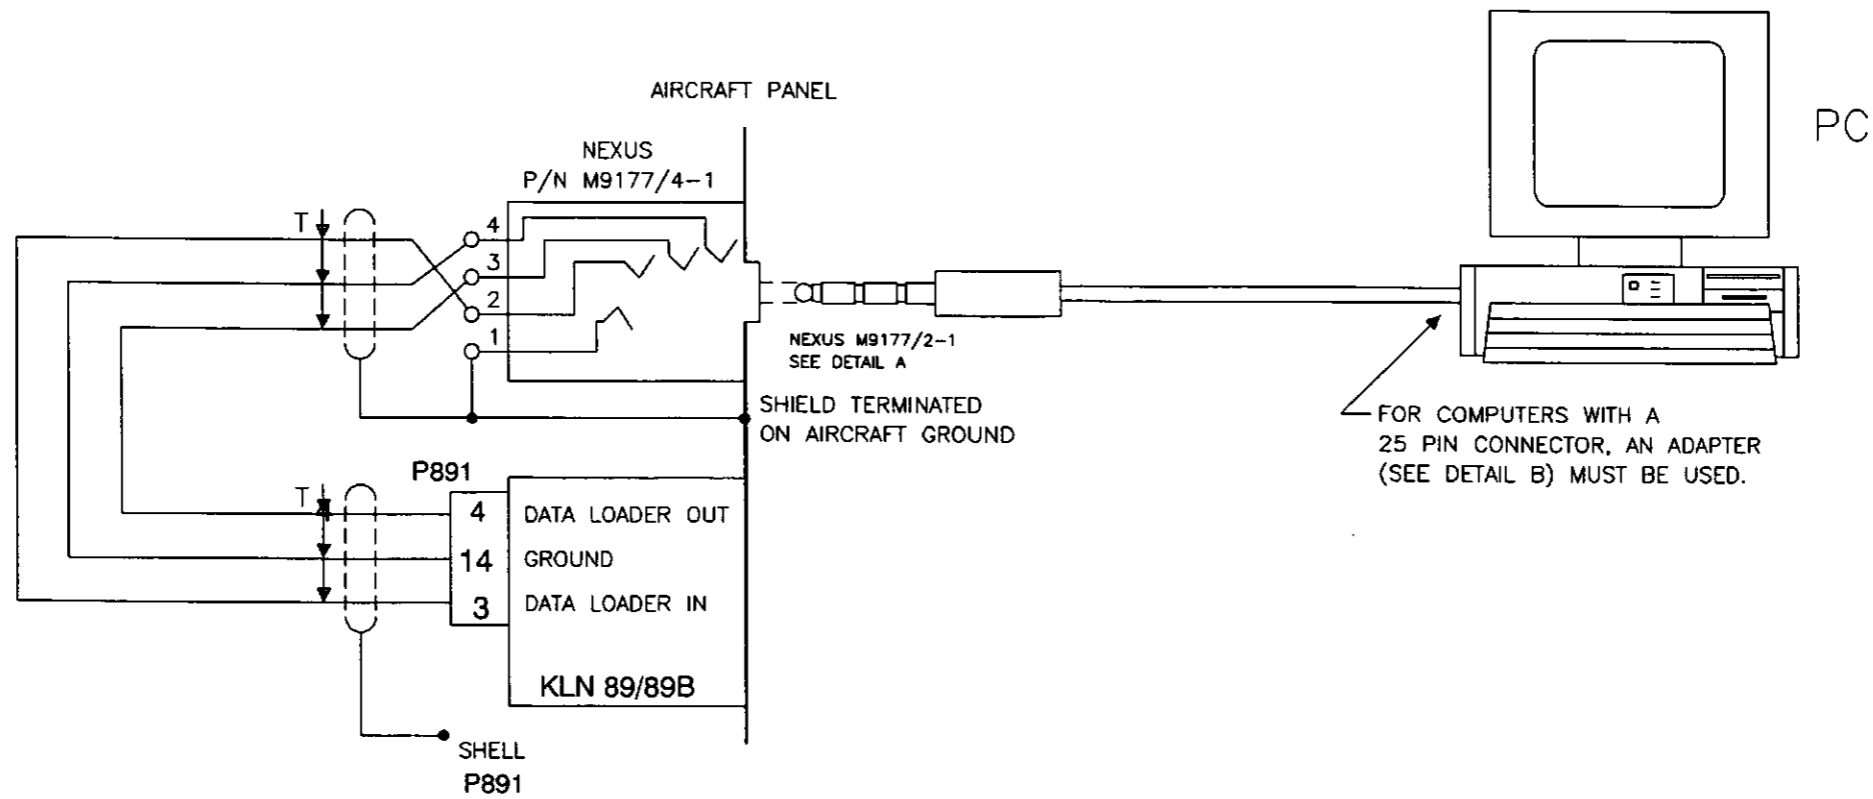 AIRCRAFT PANEL
PC
NEXUS
P/N M9177/4-1
T
4
3
2
1
NEXUS M9177/2-1
SEE DETAIL A
SHIELD TERMINATED
ON AIRCRAFT GROUND
FOR COMPUTERS WITH A
25 PIN CONNECTOR, AN ADAPTER
(SEE DETAIL B) MUST BE USED.
P891
T
4 DATA LOADER OUT
14 GROUND
3 DATA LOADER IN
KLN 89/89B
SHELL
P891